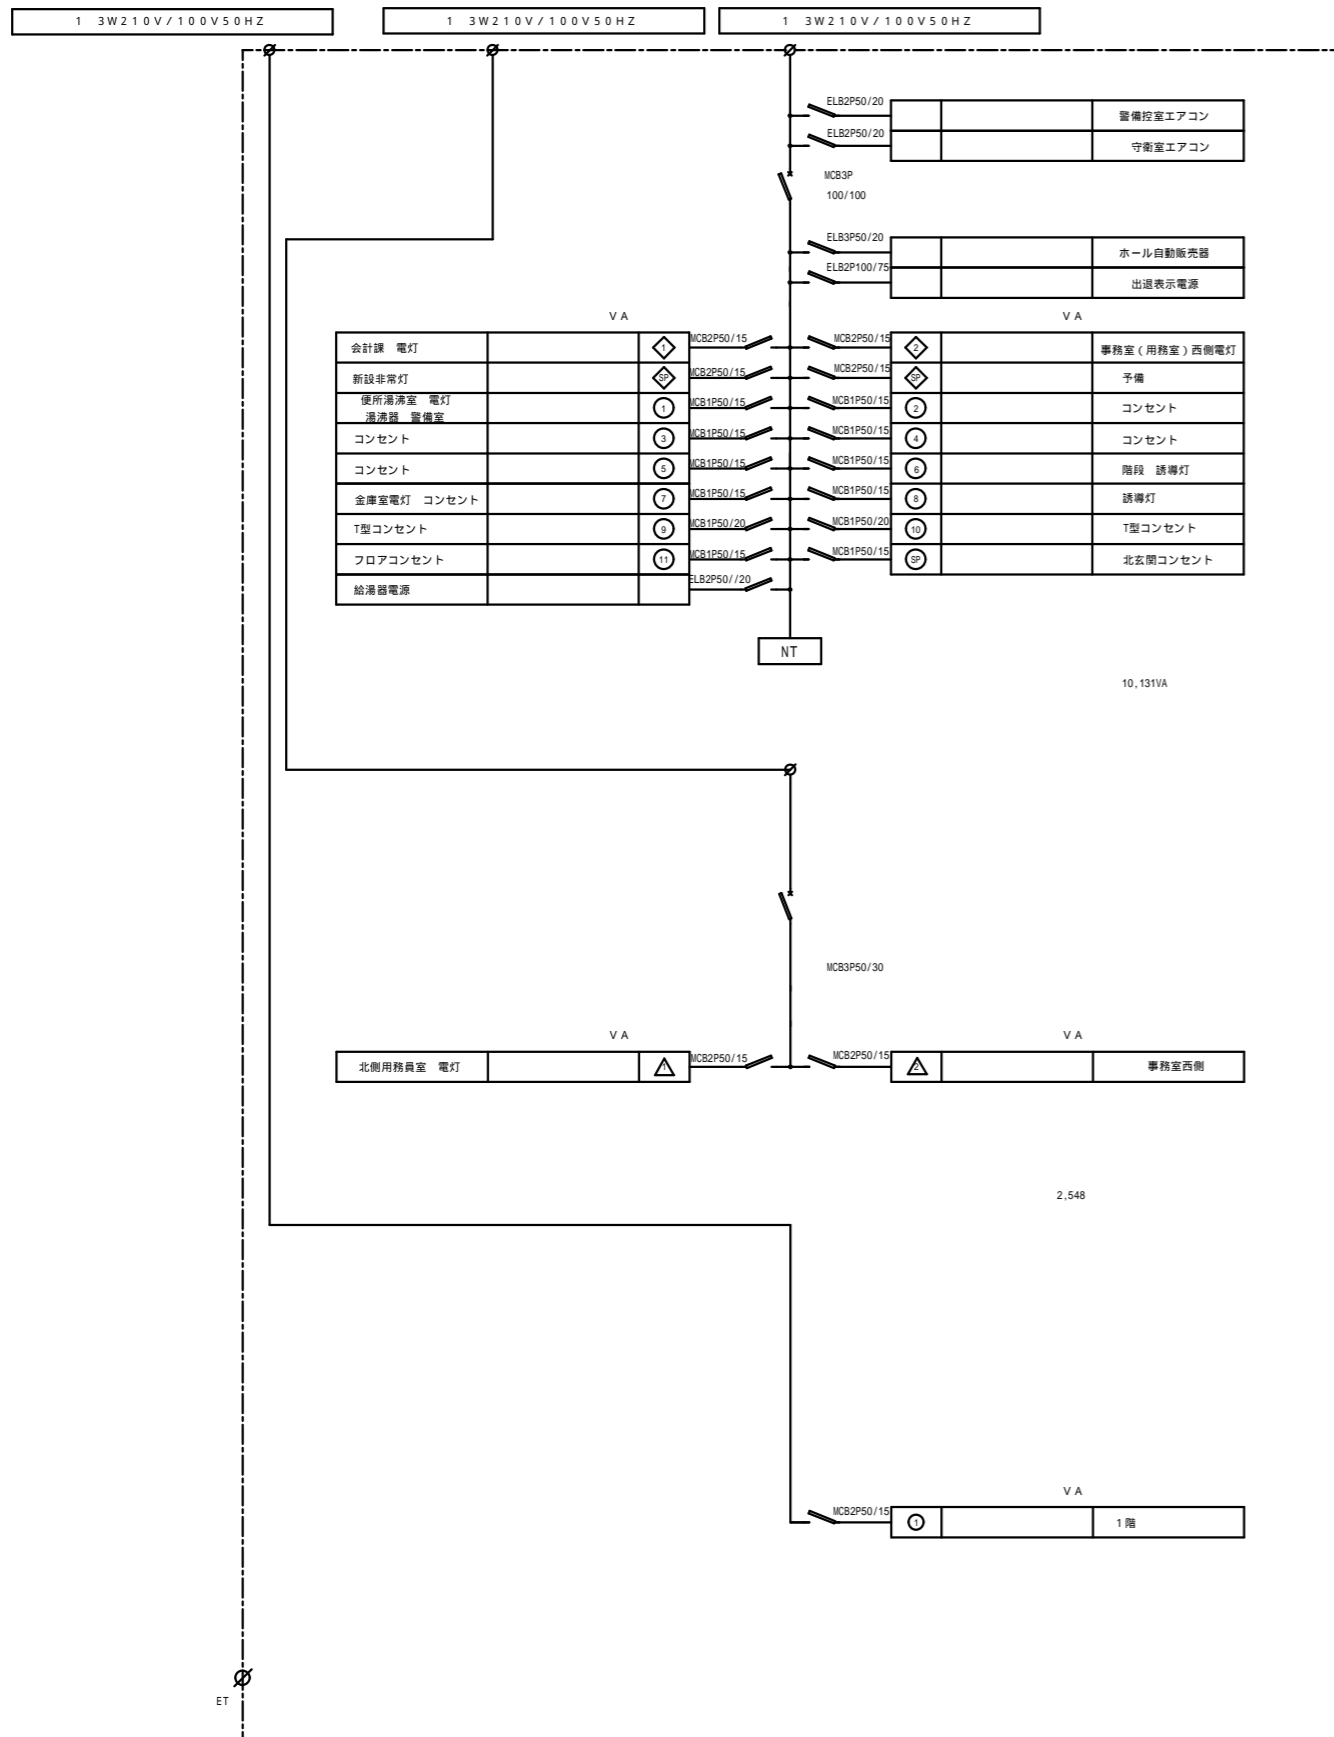 1 3W210V/100V50HZ
1 3W210V/100V50HZ
1 3W210V/100V50HZ
ELB2P50/20
警備控室エアコン
ELB2P50/20
守衛室エアコン
MCB3P
100/100
ELB3P50/20
ホール自動販売器
ELB2P100/75
出退表示電源
VA
VA
会計課 電灯
1
MCB2P50/15
MCB2P50/15
2
事務室(用務室)西側電灯
新設非常灯
SP
MCB2P50/15
MCB2P50/15
SP
予備
便所湯沸室 電灯
湯沸器 警備室
1
MCB1P50/15
MCB1P50/15
2
コンセント
コンセント
3
MCB1P50/15
MCB1P50/15
4
コンセント
コンセント
5
MCB1P50/15
MCB1P50/15
6
階段 誘導灯
金庫室電灯 コンセント
7
MCB1P50/15
MCB1P50/15
8
誘導灯
T型コンセント
9
MCB1P50/20
MCB1P50/20
10
T型コンセント
フロアコンセント
11
MCB1P50/15
MCB1P50/15
SP
北玄関コンセント
給湯器電源
ELB2P50//20
NT
10,131VA
MCB3P50/30
VA
VA
北側用務員室 電灯
1
MCB2P50/15
MCB2P50/15
2
事務室西側
2,548
VA
MCB2P50/15
1
1階
ET